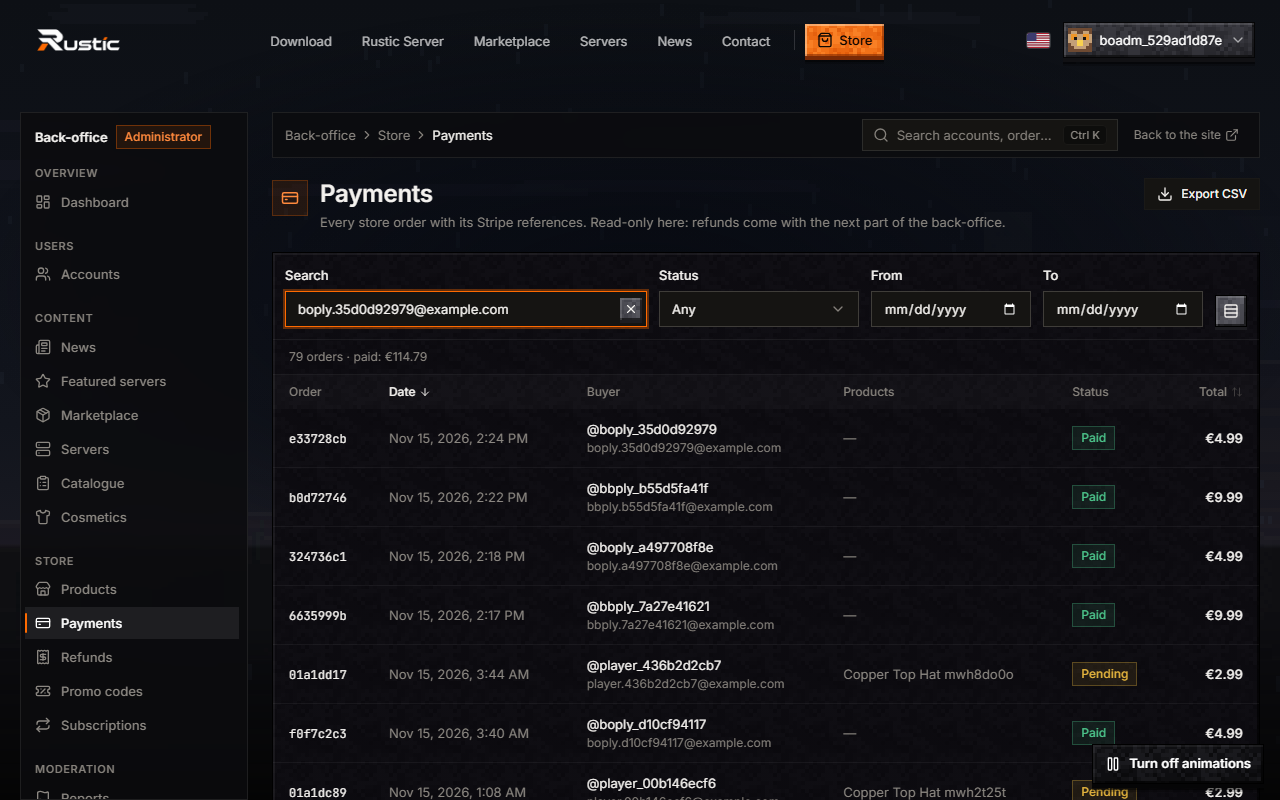 Rustic
Download
Rustic Server
Marketplace
Servers
News
Contact
Store
boadm_529ad1d87e
Back-office
Administrator
OVERVIEW
Dashboard
USERS
Accounts
CONTENT
News
Featured servers
Marketplace
Servers
Catalogue
Cosmetics
STORE
Products
Payments
Refunds
Promo codes
Subscriptions
MODERATION
Reports
Back-office > Store > Payments
Search accounts, order...
Ctrl K
Back to the site
Payments
Every store order with its Stripe references. Read-only here: refunds come with the next part of the back-office.
Export CSV
Search
Status
From
To
boply.35d0d92979@example.com
Any
mm/dd/yyyy
mm/dd/yyyy
79 orders · paid: €114.79
Order
Date ↓
Buyer
Products
Status
Total ↑↓
e33728cb
Nov 15, 2026, 2:24 PM
@boply_35d0d92979
boply.35d0d92979@example.com
—
Paid
€4.99
b0d72746
Nov 15, 2026, 2:22 PM
@bbply_b55d5fa41f
bbply.b55d5fa41f@example.com
—
Paid
€9.99
324736c1
Nov 15, 2026, 2:18 PM
@boply_a497708f8e
boply.a497708f8e@example.com
—
Paid
€4.99
6635999b
Nov 15, 2026, 2:17 PM
@bbply_7a27e41621
bbply.7a27e41621@example.com
—
Paid
€9.99
01a1dd17
Nov 15, 2026, 3:44 AM
@player_436b2d2cb7
player.436b2d2cb7@example.com
Copper Top Hat mwh8do0o
Pending
€2.99
f0f7c2c3
Nov 15, 2026, 3:40 AM
@boply_d10cf94117
boply.d10cf94117@example.com
—
Paid
€4.99
01a1dc89
Nov 15, 2026, 1:08 AM
@player_00b146ecf6
player.00b146ecf6@example.com
Copper Top Hat mwh2t25t
Pending
€2.99
Turn off animations